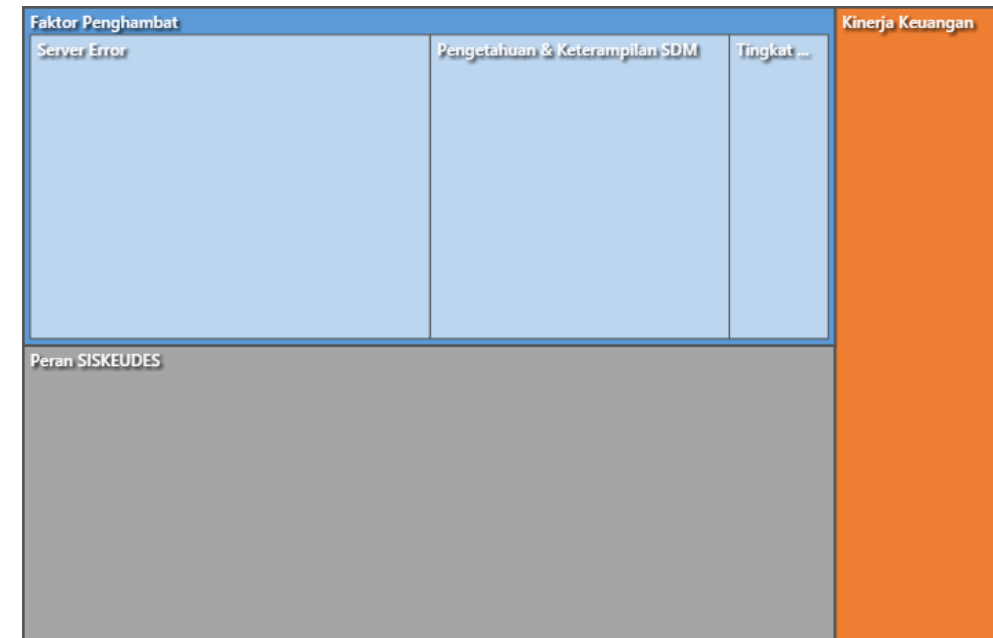 Faktor Penghambat
Kinerja Keuangan
Server Error
Pengetahuan & Keterampilan SDM
Tingkat ...
Peran SISKEUDES